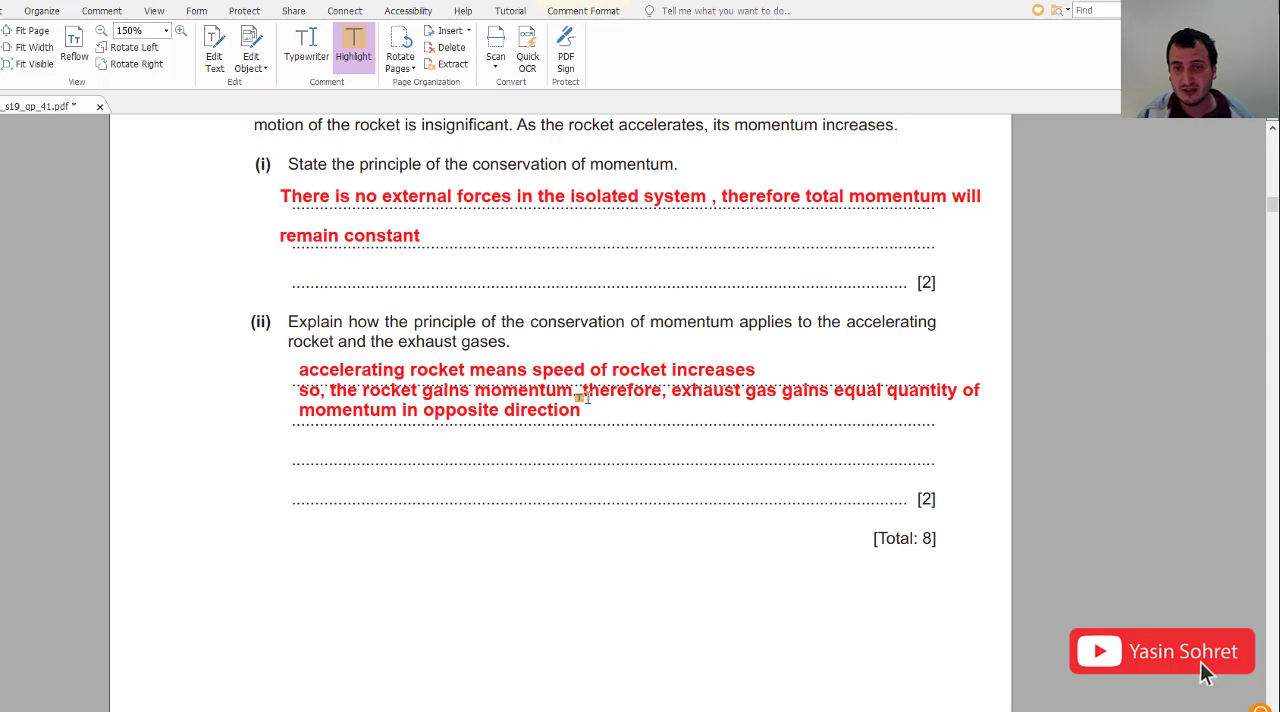 Organize Comment View Form Protect Share Connect Accessibility Help Tutorial Comment Format Tell me what you want to do.. Find
Fit Page 150% Insert
Fit Width Rotate Left Delete
Fit Visible Reflow Rotate Right Edit Text Edit Object Typewriter Highlight Rotate Pages Extract Scan Quick OCR PDF Sign
View Edit Comment Page Organization Convert Protect
_s19_qp_41.pdf *
motion of the rocket is insignificant. As the rocket accelerates, its momentum increases.
(i) State the principle of the conservation of momentum.
There is no external forces in the isolated system , therefore total momentum will
remain constant
[2]
(ii) Explain how the principle of the conservation of momentum applies to the accelerating
rocket and the exhaust gases.
accelerating rocket means speed of rocket increases
so, the rocket gains momentum. therefore, exhaust gas gains equal quantity of
momentum in opposite direction
[2]
[Total: 8]
Yasin Sohret